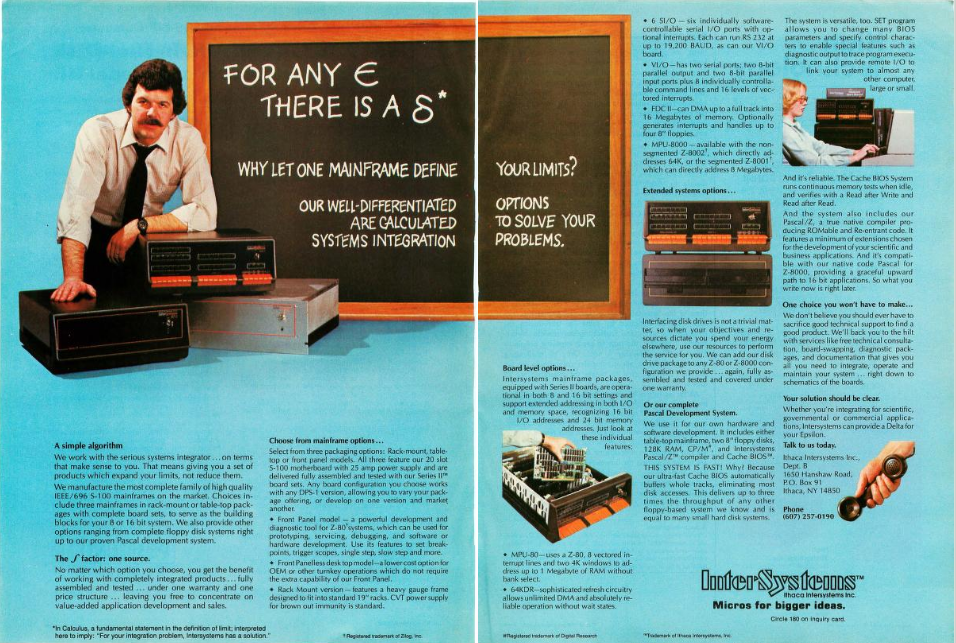 FOR ANY ∈
THERE IS A δ*
WHY LET ONE MAINFRAME DEFINE YOUR LIMITS?
OUR WELL-DIFFERENTIATED OPTIONS
ARE CALCULATED TO SOLVE YOUR
SYSTEMS INTEGRATION PROBLEMS.
A simple algorithm
We work with the serious systems integrator ... on terms
that make sense to you. That means giving you a set of
products which expand your limits, not reduce them.
We manufacture the most complete family of high quality
IEEE/696 S-100 mainframes on the market. Choices in-
clude three mainframes in rack-mount or table-top pack-
ages with complete board sets, to serve as the building
blocks for your 8 or 16 bit system. We also provide other
options ranging from complete floppy disk systems right
up to our proven Pascal development system.
The ∫ factor: one source.
No matter which option you choose, you get the benefit
of working with completely integrated products ... fully
assembled and tested ... under one warranty and one
price structure ... leaving you free to concentrate on
value-added application development and sales.
*In Calculus, a fundamental statement in the definition of limit; interpreted
here to imply: "For your integration problem, Intersystems has a solution."
Choose from mainframe options ...
Select from three packaging options: Rack-mount, table-
top or front panel models. All three feature our 20 slot
S-100 motherboard with 25 amp power supply and are
delivered fully assembled and tested with our Series II™
board sets. Any board configuration you choose works
with any DPS-1 version, allowing you to vary your pack-
age offering, or develop on one version and market
another.
• Front Panel model — a powerful development and
diagnostic tool for Z-80† systems, which can be used for
prototyping, servicing, debugging, and software or
hardware development. Use its features to set break-
points, trigger scopes, single step, slow step and more.
• Front Panelless desk top model—a lower cost option for
OEM or other turnkey operations which do not require
the extra capability of our Front Panel.
• Rack Mount version — features a heavy gauge frame
designed to fit into standard 19" racks. CVT power supply
for brown out immunity is standard.
†Registered trademark of Zilog, Inc.
Board level options ...
Intersystems mainframe packages,
equipped with Series II boards, are opera-
tional in both 8 and 16 bit settings and
support extended addressing in both I/O
and memory space, recognizing 16 bit
I/O addresses and 24 bit memory
addresses. Just look at
these individual
features:
• MPU-80—uses a Z-80, 8 vectored in-
terrupt lines and two 4K windows to ad-
dress up to 1 Megabyte of RAM without
bank select.
• 64KDR—sophisticated refresh circuitry
allows unlimited DMA and absolutely re-
liable operation without wait states.
®Registered trademark of Digital Research
• 6 SI/O — six individually software-
controllable serial I/O ports with op-
tional interrupts. Each can run RS 232 at
up to 19,200 BAUD, as can our VI/O
board.
• VI/O—has two serial ports; two 8-bit
parallel output and two 8-bit parallel
input ports plus 8 individually controlla-
ble command lines and 16 levels of vec-
tored interrupts.
• FDC II—can DMA up to a full track into
16 Megabytes of memory. Optionally
generates interrupts and handles up to
four 8" floppies.
• MPU-8000 — available with the non-
segmented Z-8002†, which directly ad-
dresses 64K, or the segmented Z-8001†,
which can directly address 8 Megabytes.
Extended systems options ...
Interfacing disk drives is not a trivial mat-
ter, so when your objectives and re-
sources dictate you spend your energy
elsewhere, use our resources to perform
the service for you. We can add our disk
drive package to any Z-80 or Z-8000 con-
figuration we provide ... again, fully as-
sembled and tested and covered under
one warranty.
Or our complete
Pascal Development System.
We use it for our own hardware and
software development. It includes either
table-top mainframe, two 8" floppy disks,
128K RAM, CP/M®, and Intersystems
Pascal/Z™ compiler and Cache BIOS™.
THIS SYSTEM IS FAST! Why? Because
our ultra-fast Cache BIOS automatically
buffers whole tracks, eliminating most
disk accesses. This delivers up to three
times the throughput of any other
floppy-based system we know and is
equal to many small hard disk systems.
™Trademark of Ithaca Intersystems, Inc.
The system is versatile, too. SET program
allows you to change many BIOS
parameters and specify control charac-
ters to enable special features such as
diagnostic output to trace program execu-
tion. It can also provide remote I/O to
link your system to almost any
other computer,
large or small.
And it's reliable. The Cache BIOS System
runs continuous memory tests when idle,
and verifies with a Read after Write and
Read after Read.
And the system also includes our
Pascal/Z, a true native compiler pro-
ducing ROMable and Re-entrant code. It
features a minimum of extensions chosen
for the development of your scientific and
business applications. And it's compati-
ble with our native code Pascal for
Z-8000, providing a graceful upward
path to 16 bit applications. So what you
write now is right later.
One choice you won't have to make...
We don't believe you should ever have to
sacrifice good technical support to find a
good product. We'll back you to the hilt
with services like free technical consulta-
tion, board-swapping, diagnostic pack-
ages, and documentation that gives you
all you need to integrate, operate and
maintain your system ... right down to
schematics of the boards.
Your solution should be clear.
Whether you're integrating for scientific,
governmental or commercial applica-
tions, Intersystems can provide a Delta for
your Epsilon.
Talk to us today.
Ithaca Intersystems Inc.,
Dept. B
1650 Hanshaw Road,
P.O. Box 91
Ithaca, NY 14850
Phone
(607) 257-0190
InterSystems™
Ithaca Intersystems Inc.
Micros for bigger ideas.
Circle 180 on inquiry card.